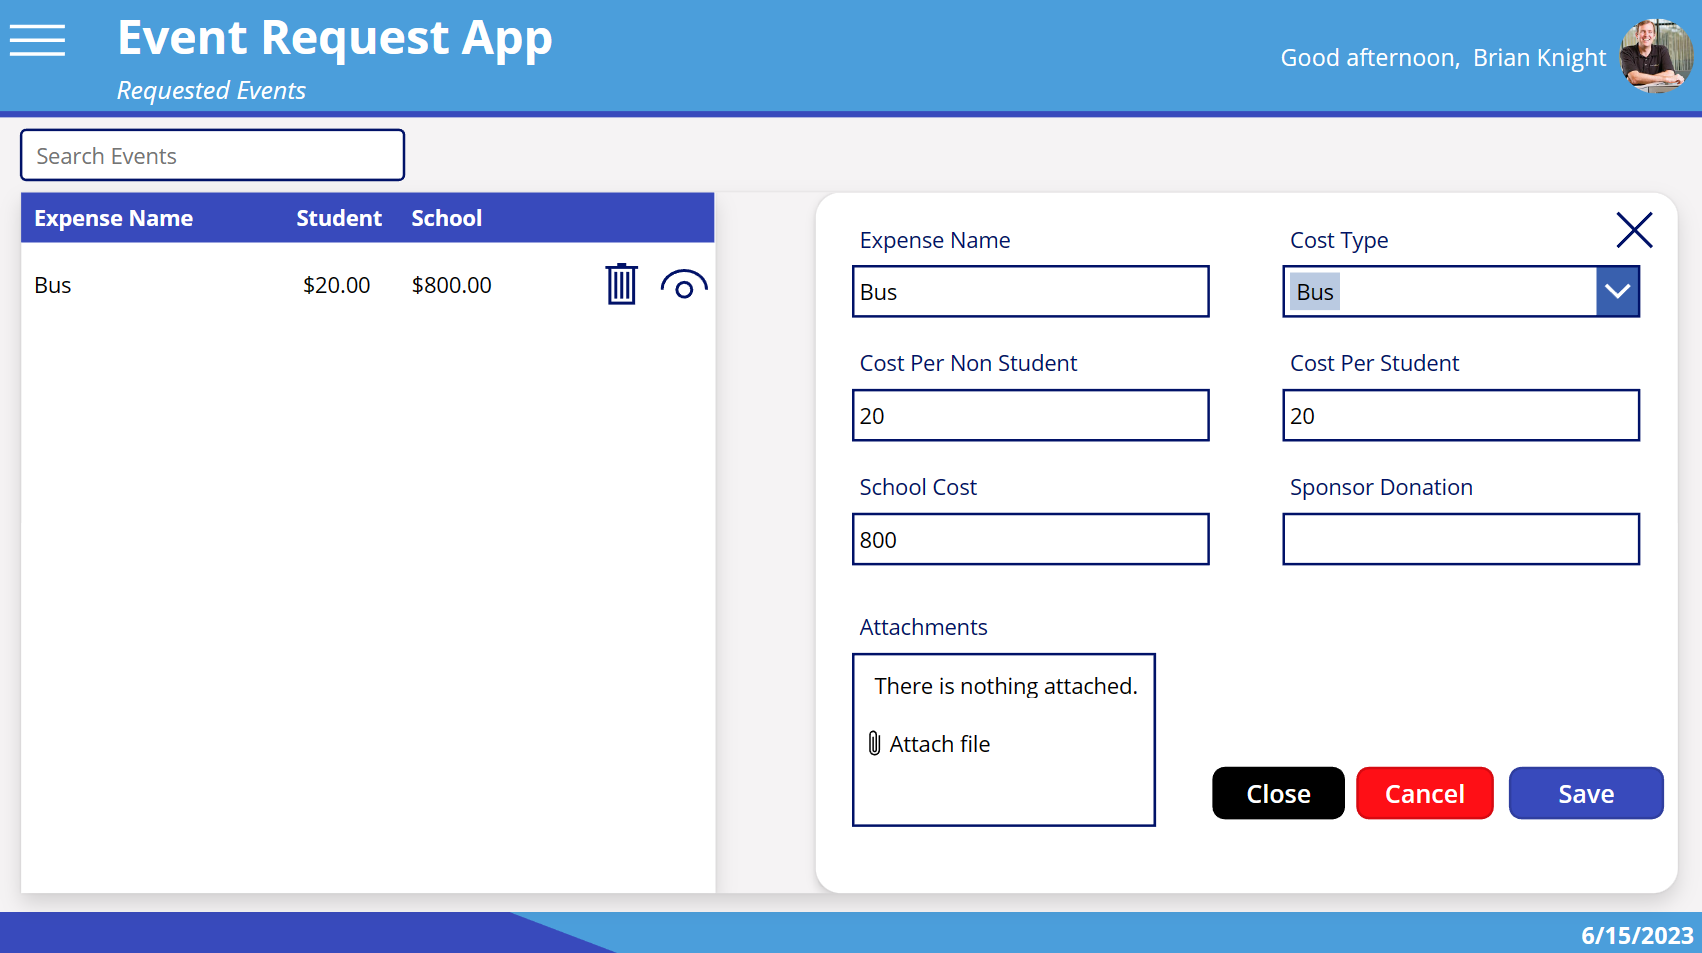 Event Request App
Requested Events
Good afternoon,  Brian Knight
Search Events
Expense Name Student School
Bus $20.00 $800.00
Expense Name Cost Type
Bus Bus
Cost Per Non Student Cost Per Student
20 20
School Cost Sponsor Donation
800
Attachments
There is nothing attached.
Attach file
Close Cancel Save
6/15/2023